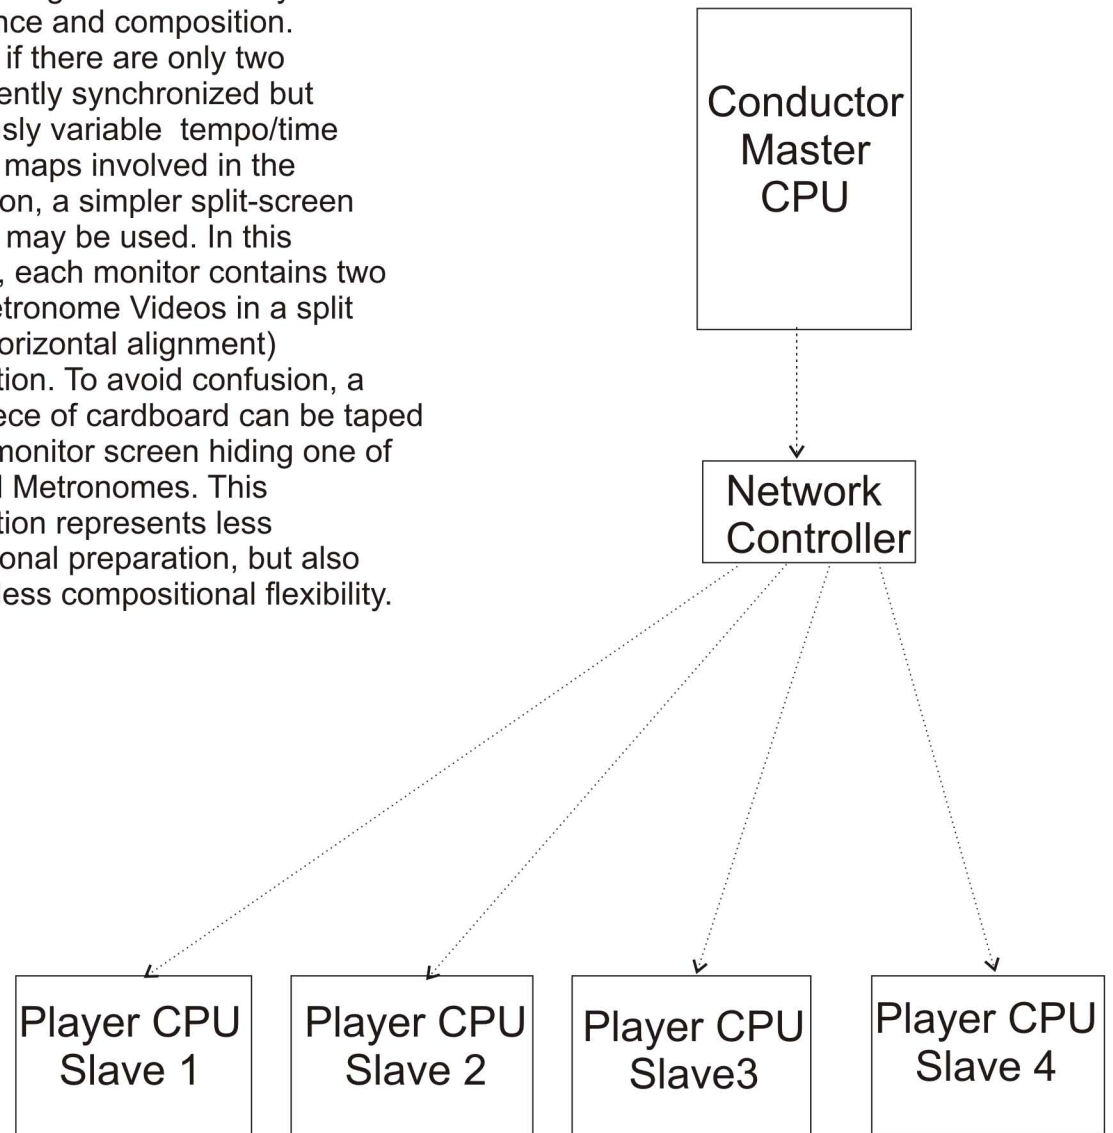 nce and composition.
if there are only two
ently synchronized but
sly variable tempo/time
maps involved in the
on, a simpler split-screen
may be used. In this
, each monitor contains two
etronome Videos in a split
orizontal alignment)
tion. To avoid confusion, a
ece of cardboard can be taped
monitor screen hiding one of
l Metronomes. This
tion represents less
onal preparation, but also
less compositional flexibility.
Conductor
Master
CPU
Network
Controller
Player CPU
Slave 1
Player CPU
Slave 2
Player CPU
Slave3
Player CPU
Slave 4